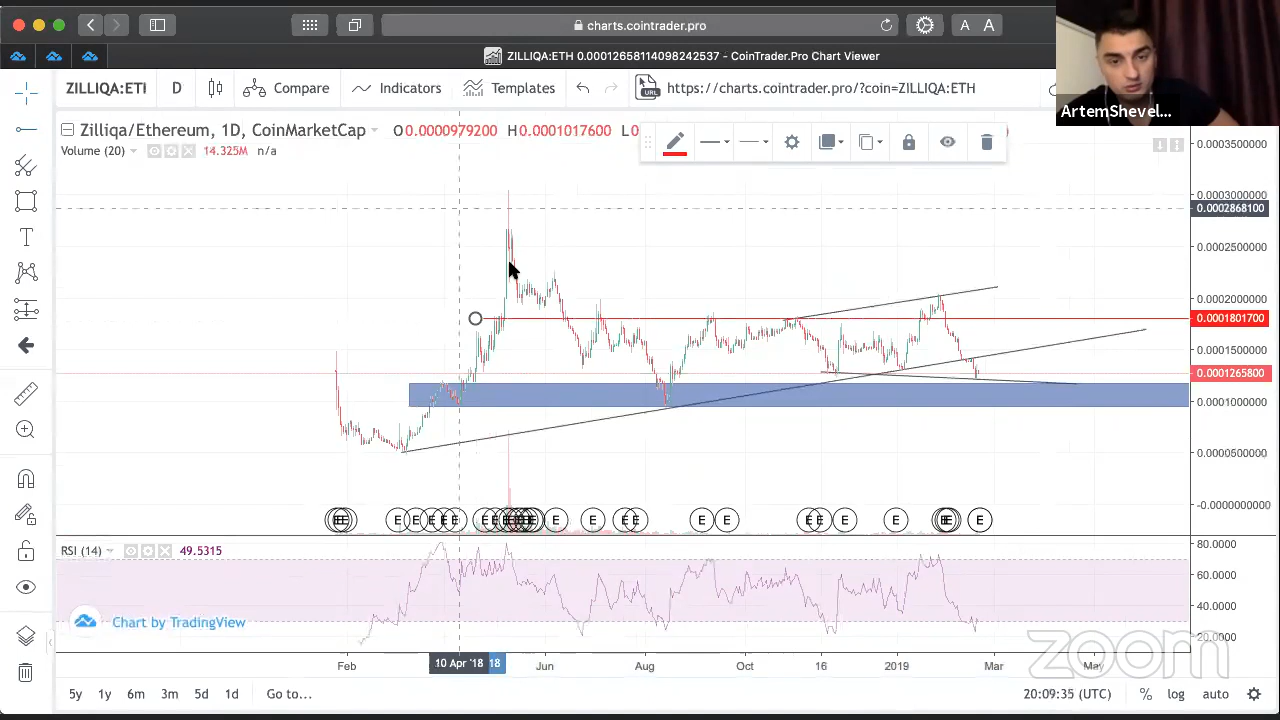 charts.cointrader.pro
A A
ZILLIQA:ETH 0.00012658114098242537 - CoinTrader.Pro Chart Viewer
ZILLIQA:ETH D Compare Indicators Templates URL https://charts.cointrader.pro/?coin=ZILLIQA:ETH
ArtemShevel...
Zilliqa/Ethereum, 1D, CoinMarketCap O0.0000979200 H0.0001017600
Volume (20) 14.325M n/a
0.0003500000
0.0003000000
0.0002868100
0.0002500000
0.0002000000
0.0001801700
0.0001500000
0.0001265800
0.0001000000
0.0000500000
-0.0000000000
E E E E E E E E E E E E E E E E E E E E
RSI (14) 49.5315
80.0000
60.0000
40.0000
20.0000
Chart by TradingView
zoom
Feb 10 Apr '18 18 Jun Aug Oct 16 2019 Mar May
5y 1y 6m 3m 5d 1d Go to... 20:09:35 (UTC) % log auto